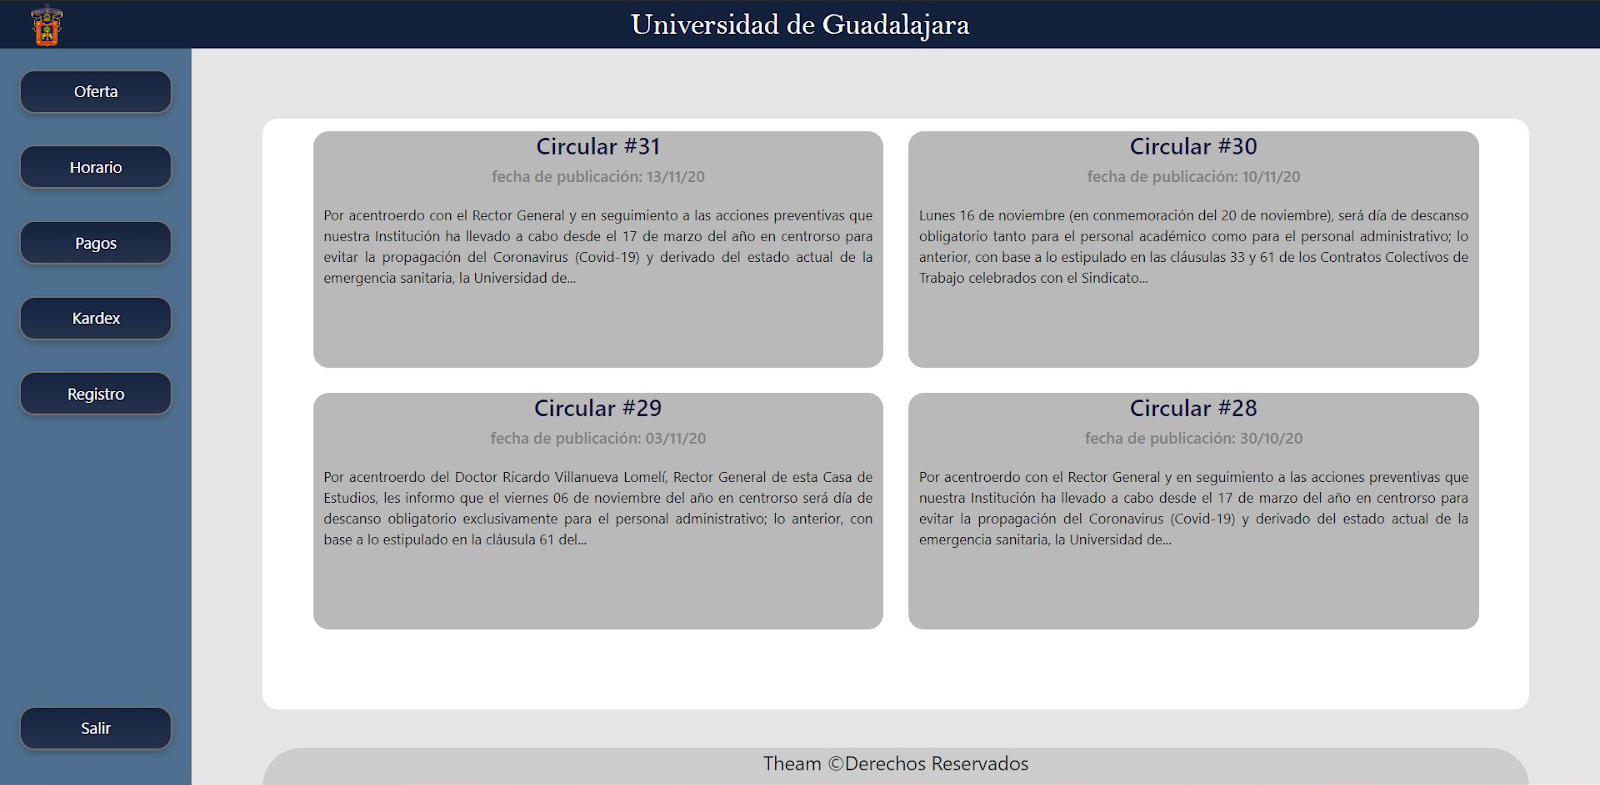 Universidad de Guadalajara
Oferta
Horario
Pagos
Kardex
Registro
Salir
Circular #31
fecha de publicación: 13/11/20
Por acentroerdo con el Rector General y en seguimiento a las acciones preventivas que
nuestra Institución ha llevado a cabo desde el 17 de marzo del año en centrorso para
evitar la propagación del Coronavirus (Covid-19) y derivado del estado actual de la
emergencia sanitaria, la Universidad de...
Circular #30
fecha de publicación: 10/11/20
Lunes 16 de noviembre (en conmemoración del 20 de noviembre), será día de descanso
obligatorio tanto para el personal académico como para el personal administrativo; lo
anterior, con base a lo estipulado en las cláusulas 33 y 61 de los Contratos Colectivos de
Trabajo celebrados con el Sindicato...
Circular #29
fecha de publicación: 03/11/20
Por acentroerdo del Doctor Ricardo Villanueva Lomelí, Rector General de esta Casa de
Estudios, les informo que el viernes 06 de noviembre del año en centrorso será día de
descanso obligatorio exclusivamente para el personal administrativo; lo anterior, con
base a lo estipulado en la cláusula 61 del...
Circular #28
fecha de publicación: 30/10/20
Por acentroerdo con el Rector General y en seguimiento a las acciones preventivas que
nuestra Institución ha llevado a cabo desde el 17 de marzo del año en centrorso para
evitar la propagación del Coronavirus (Covid-19) y derivado del estado actual de la
emergencia sanitaria, la Universidad de...
Theam ©Derechos Reservados